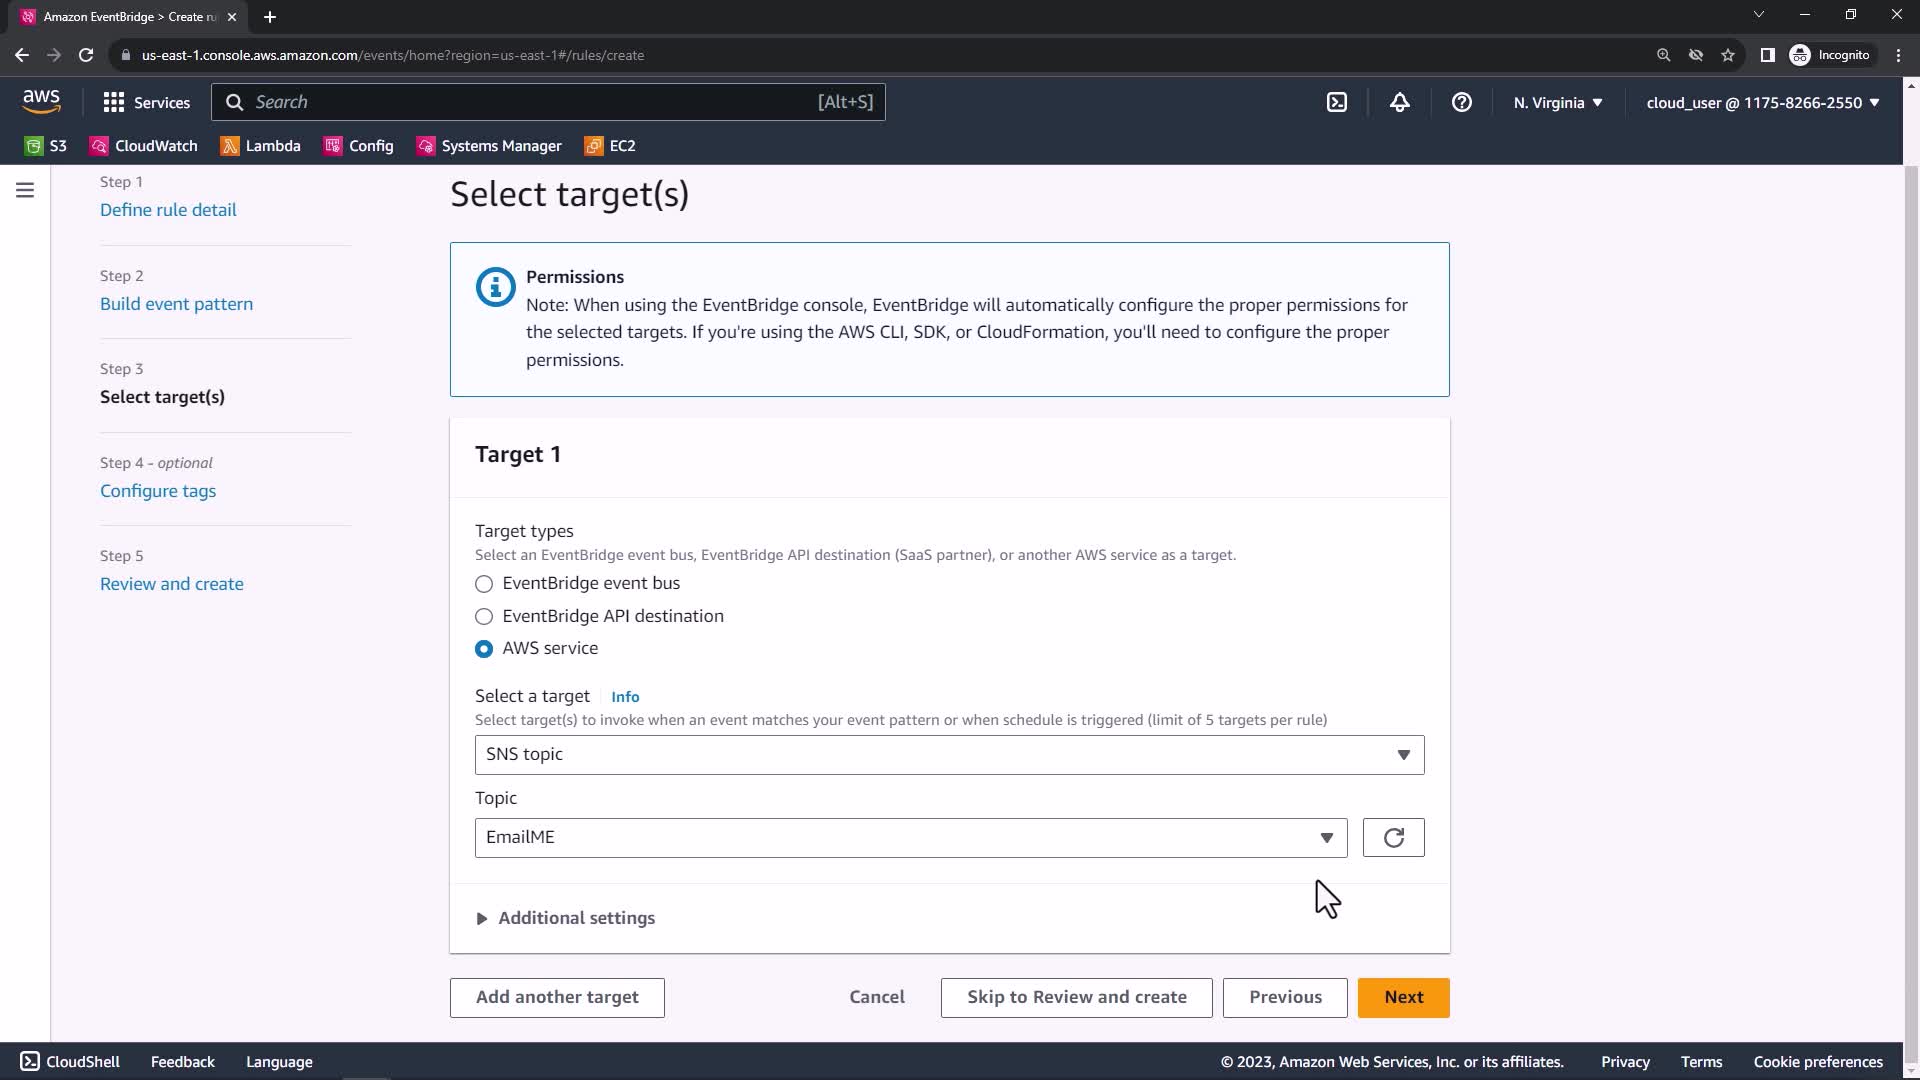 Amazon EventBridge > Create ru
us-east-1.console.aws.amazon.com/events/home?region=us-east-1#/rules/create
Incognito
aws
Services
Search
[Alt+S]
N. Virginia
cloud_user @ 1175-8266-2550
S3
CloudWatch
Lambda
Config
Systems Manager
EC2
Step 1
Define rule detail
Step 2
Build event pattern
Step 3
Select target(s)
Step 4 - optional
Configure tags
Step 5
Review and create
Select target(s)
Permissions
Note: When using the EventBridge console, EventBridge will automatically configure the proper permissions for
the selected targets. If you're using the AWS CLI, SDK, or CloudFormation, you'll need to configure the proper
permissions.
Target 1
Target types
Select an EventBridge event bus, EventBridge API destination (SaaS partner), or another AWS service as a target.
EventBridge event bus
EventBridge API destination
AWS service
Select a target Info
Select target(s) to invoke when an event matches your event pattern or when schedule is triggered (limit of 5 targets per rule)
SNS topic
Topic
EmailME
Additional settings
Add another target
Cancel
Skip to Review and create
Previous
Next
CloudShell
Feedback
Language
© 2023, Amazon Web Services, Inc. or its affiliates.
Privacy
Terms
Cookie preferences